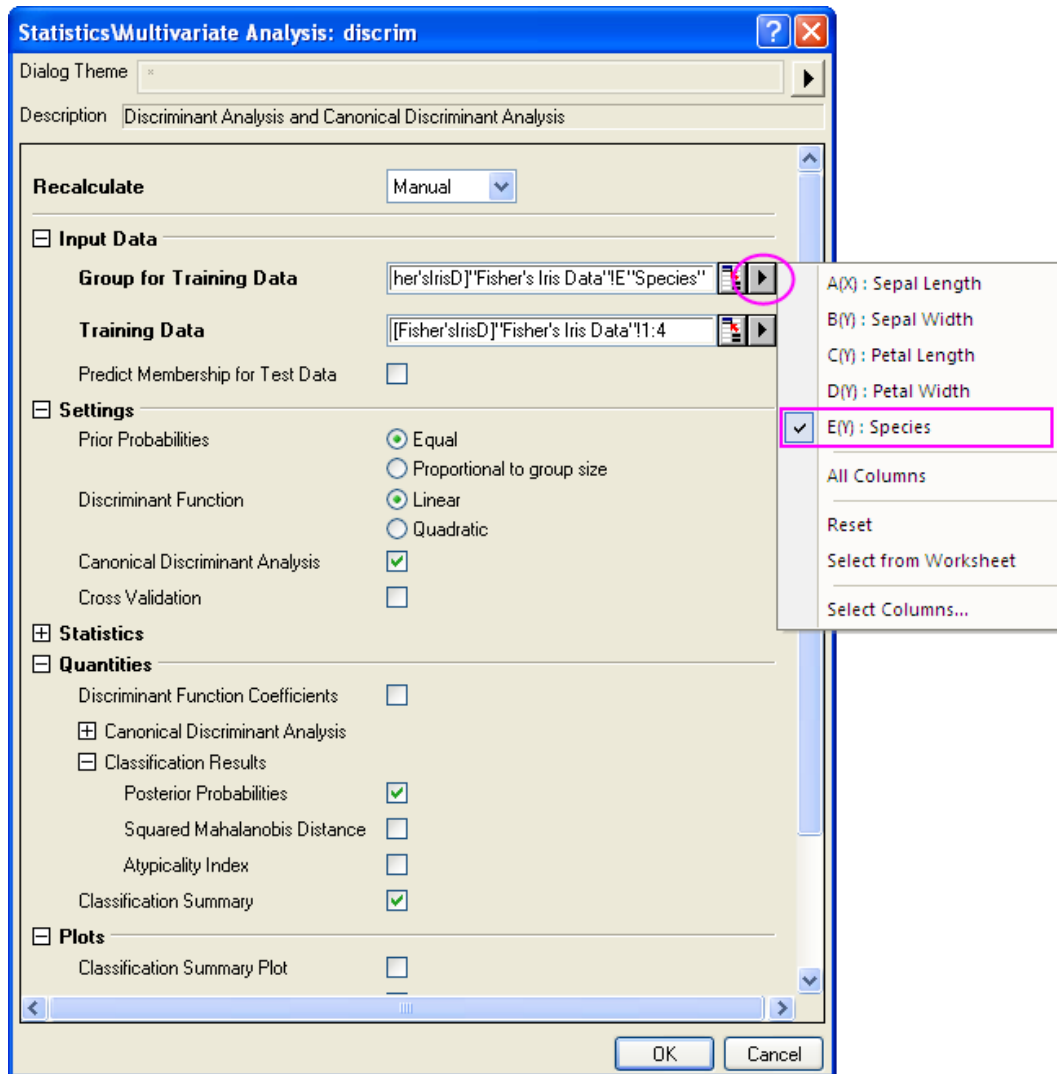 Statistics\Multivariate Analysis: discrim
Dialog Theme *
Description Discriminant Analysis and Canonical Discriminant Analysis
Recalculate Manual
Input Data
Group for Training Data her'sIrisD]"Fisher's Iris Data"!E"Species"
Training Data [Fisher'sIrisD]"Fisher's Iris Data"!1:4
Predict Membership for Test Data
Settings
Prior Probabilities Equal
Proportional to group size
Discriminant Function Linear
Quadratic
Canonical Discriminant Analysis
Cross Validation
Statistics
Quantities
Discriminant Function Coefficients
Canonical Discriminant Analysis
Classification Results
Posterior Probabilities
Squared Mahalanobis Distance
Atypicality Index
Classification Summary
Plots
Classification Summary Plot
OK Cancel
A(X) : Sepal Length
B(Y) : Sepal Width
C(Y) : Petal Length
D(Y) : Petal Width
E(Y) : Species
All Columns
Reset
Select from Worksheet
Select Columns...